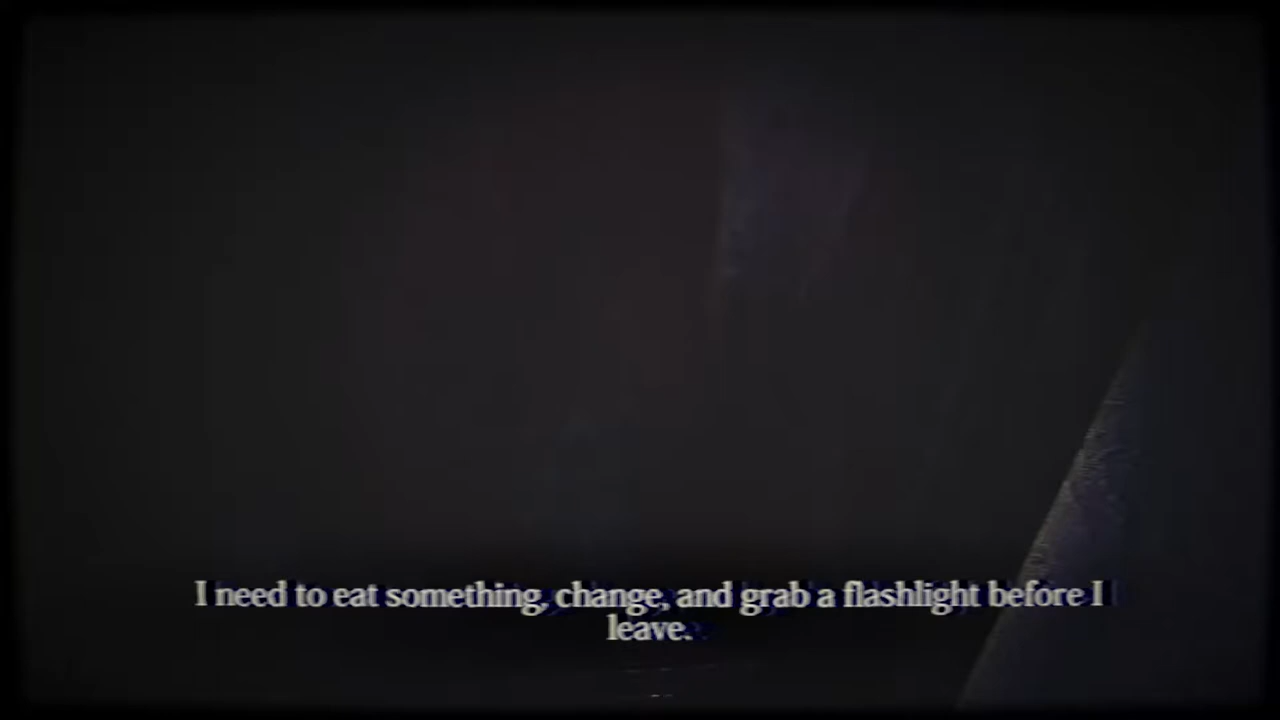 I need to eat something, change, and grab a flashlight before I
leave.